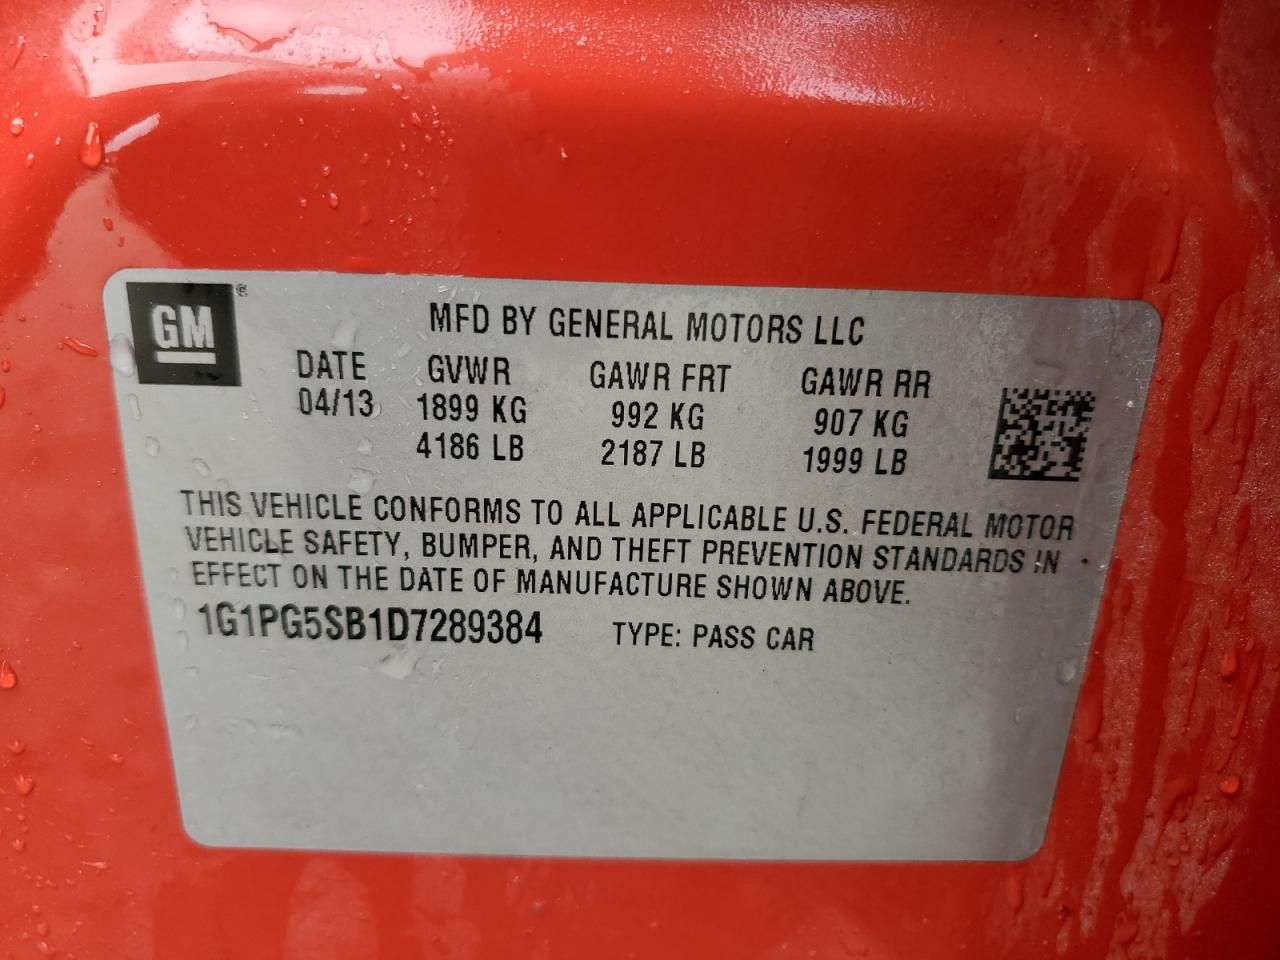 GM ®
MFD BY GENERAL MOTORS LLC
DATE GVWR GAWR FRT GAWR RR
04/13 1899 KG 992 KG 907 KG
4186 LB 2187 LB 1999 LB
THIS VEHICLE CONFORMS TO ALL APPLICABLE U.S. FEDERAL MOTOR
VEHICLE SAFETY, BUMPER, AND THEFT PREVENTION STANDARDS IN
EFFECT ON THE DATE OF MANUFACTURE SHOWN ABOVE.
1G1PG5SB1D7289384 TYPE: PASS CAR